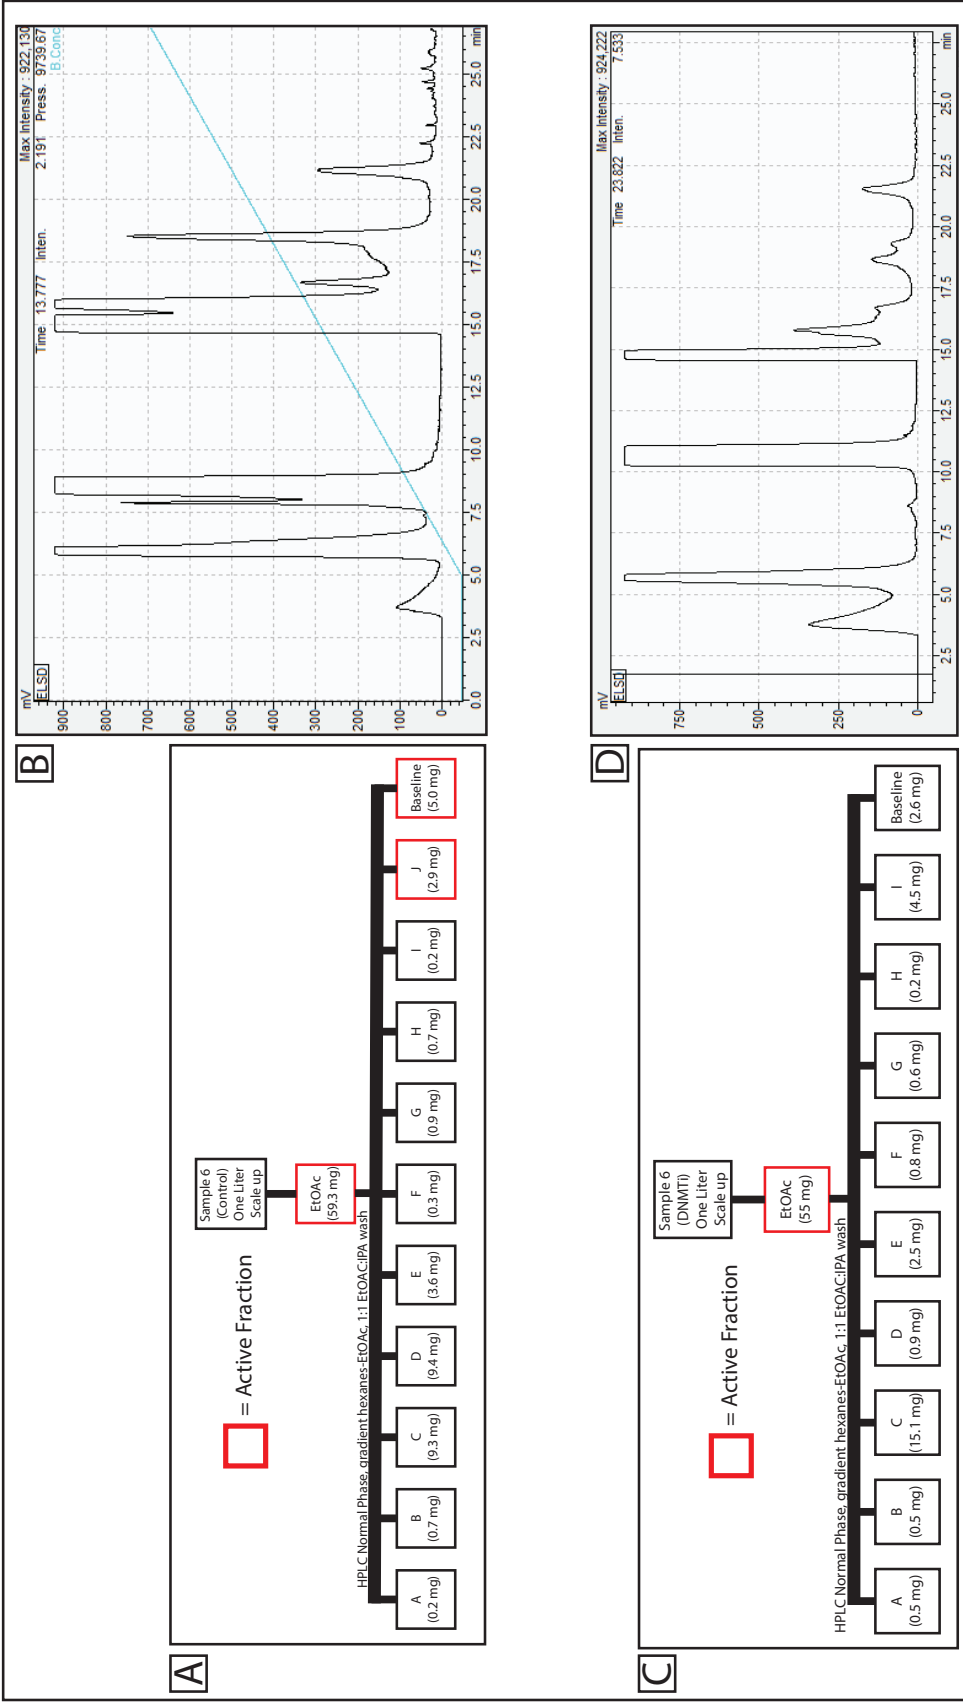 A
Sample 6
(Control)
One Liter
Scale up
EtOAc
(59.3 mg)
= Active Fraction
HPLC Normal Phase, gradient hexanes-EtOAc, 1:1 EtOAC:IPA wash
A
(0.2 mg)
B
(0.7 mg)
C
(9.3 mg)
D
(9.4 mg)
E
(3.6 mg)
F
(0.3 mg)
G
(0.9 mg)
H
(0.7 mg)
I
(0.2 mg)
J
(2.9 mg)
Baseline
(5.0 mg)
B
mV
Max Intensity : 922,130
ELSD
Time 13.777 Inten. 2.191 Press. 9739.67
B.Conc
900
800
700
600
500
400
300
200
100
0
0.0 2.5 5.0 7.5 10.0 12.5 15.0 17.5 20.0 22.5 25.0 min
C
Sample 6
(DNMTi)
One Liter
Scale up
EtOAc
(55 mg)
= Active Fraction
HPLC Normal Phase, gradient hexanes-EtOAc, 1:1 EtOAC:IPA wash
A
(0.5 mg)
B
(0.5 mg)
C
(15.1 mg)
D
(0.9 mg)
E
(2.5 mg)
F
(0.8 mg)
G
(0.6 mg)
H
(0.2 mg)
I
(4.5 mg)
Baseline
(2.6 mg)
D
mV
Max Intensity : 924,222
ELSD
Time 23.822 Inten. 7.533
750
500
250
0
2.5 5.0 7.5 10.0 12.5 15.0 17.5 20.0 22.5 25.0 min